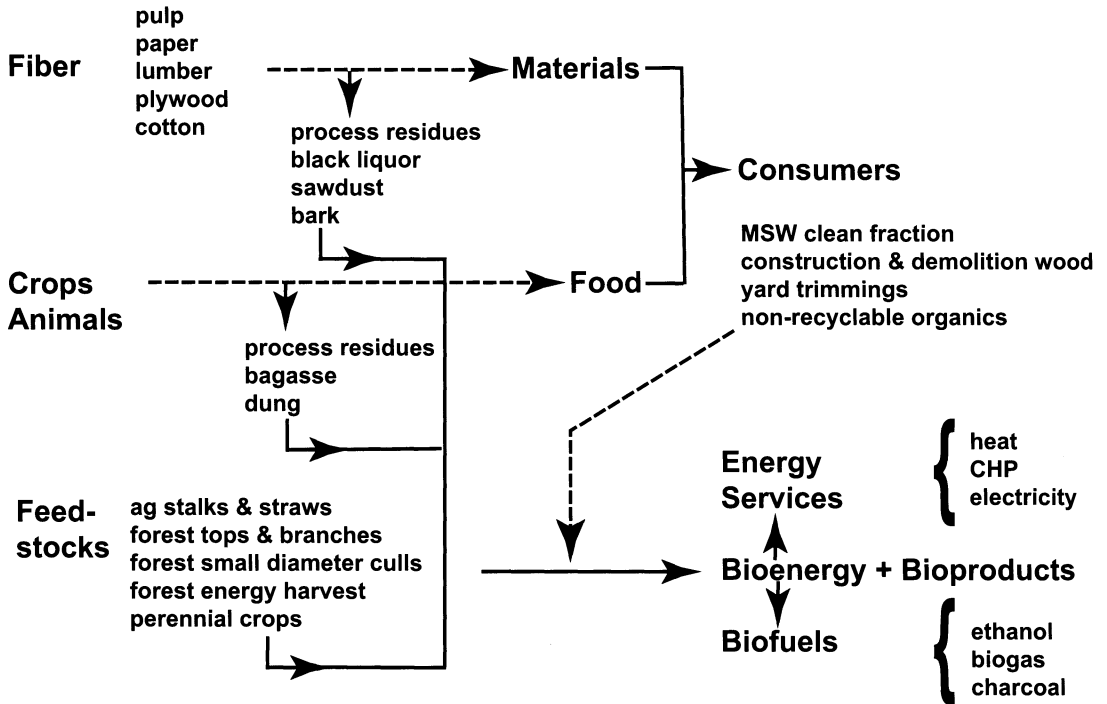 Fiber
pulp
paper
lumber
plywood
cotton
Materials
process residues
black liquor
sawdust
bark
Consumers
MSW clean fraction
construction & demolition wood
yard trimmings
non-recyclable organics
Crops
Animals
Food
process residues
bagasse
dung
Feed-
stocks
ag stalks & straws
forest tops & branches
forest small diameter culls
forest energy harvest
perennial crops
Energy
Services
heat
CHP
electricity
Bioenergy + Bioproducts
Biofuels
ethanol
biogas
charcoal